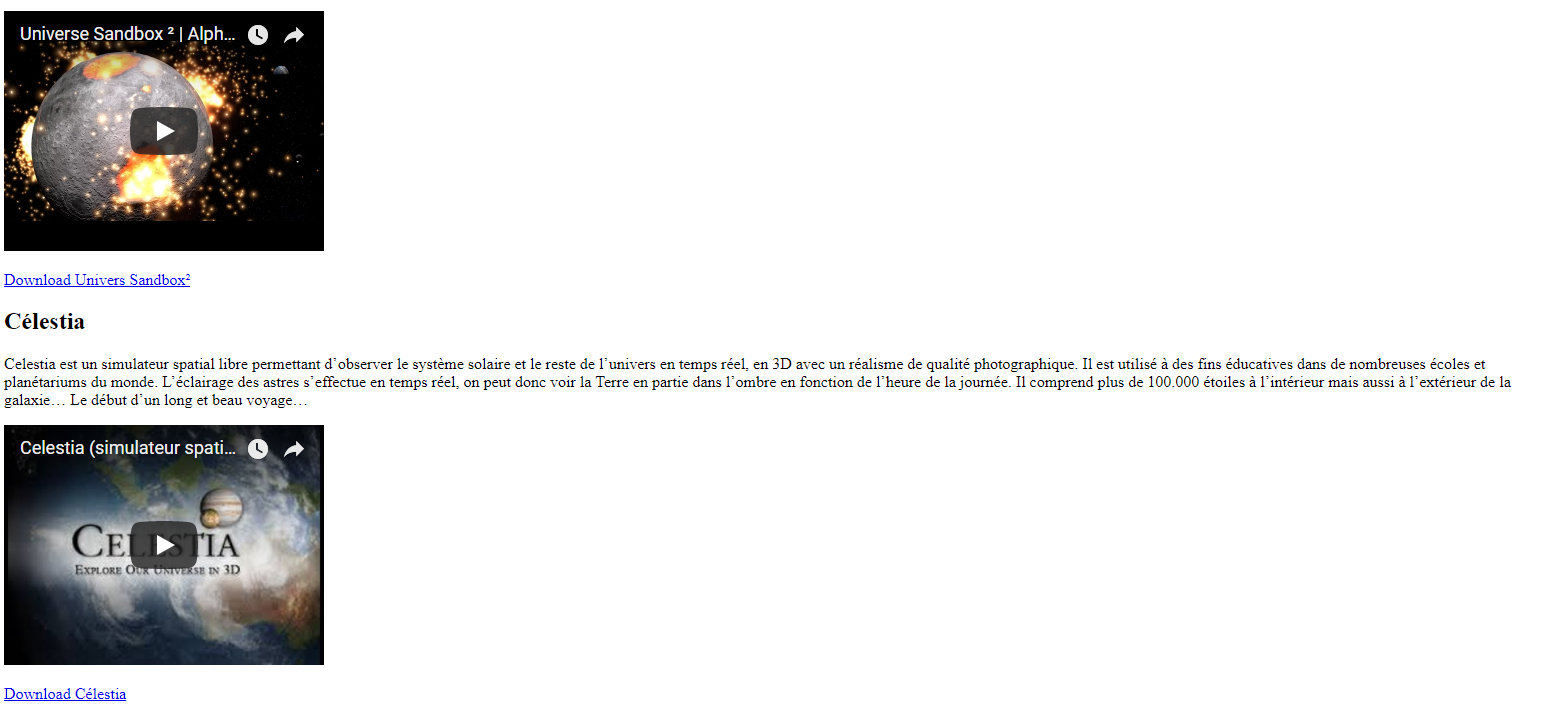 Universe Sandbox ² | Alph...
Download Univers Sandbox²
Célestia
Celestia est un simulateur spatial libre permettant d’observer le système solaire et le reste de l’univers en temps réel, en 3D avec un réalisme de qualité photographique. Il est utilisé à des fins éducatives dans de nombreuses écoles et
planétariums du monde. L’éclairage des astres s’effectue en temps réel, on peut donc voir la Terre en partie dans l’ombre en fonction de l’heure de la journée. Il comprend plus de 100.000 étoiles à l’intérieur mais aussi à l’extérieur de la
galaxie… Le début d’un long et beau voyage…
Celestia (simulateur spati...
CELESTIA
EXPLORE OUR UNIVERSE IN 3D
Download Célestia